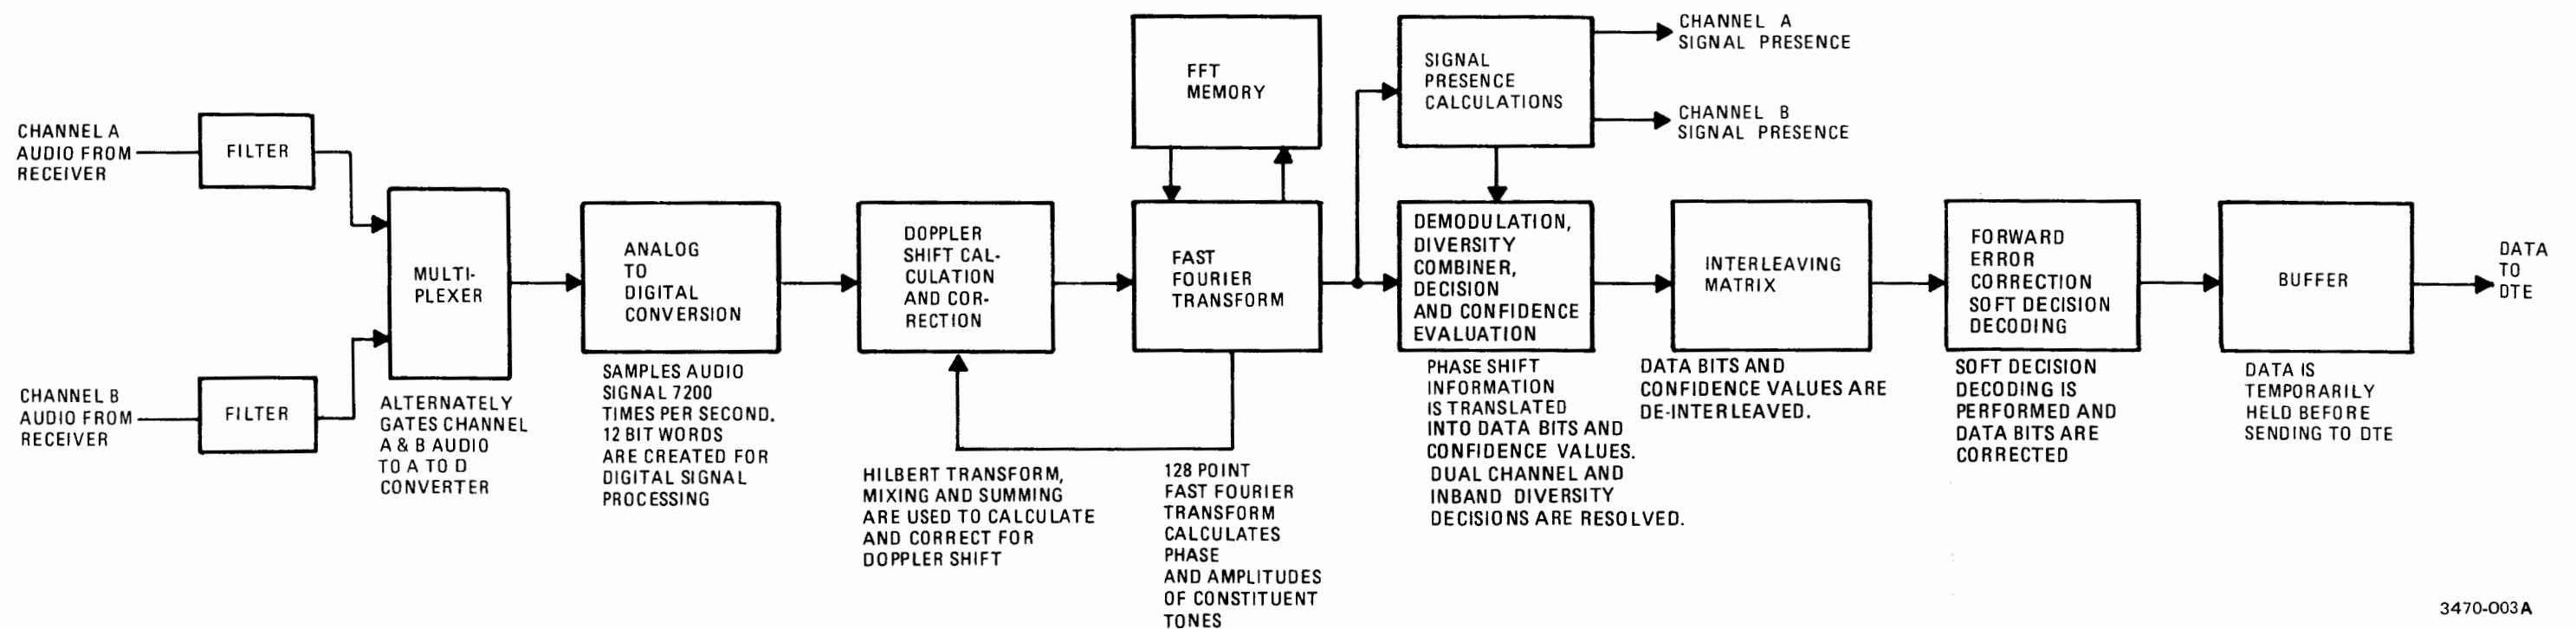 CHANNEL A
AUDIO FROM
RECEIVER
FILTER
CHANNEL B
AUDIO FROM
RECEIVER
FILTER
MULTI-
PLEXER
ALTERNATELY
GATES CHANNEL
A & B AUDIO
TO A TO D
CONVERTER
ANALOG
TO
DIGITAL
CONVERSION
SAMPLES AUDIO
SIGNAL 7200
TIMES PER SECOND.
12 BIT WORDS
ARE CREATED FOR
DIGITAL SIGNAL
PROCESSING
DOPPLER
SHIFT CAL-
CULATION
AND COR-
RECTION
HILBERT TRANSFORM,
MIXING AND SUMMING
ARE USED TO CALCULATE
AND CORRECT FOR
DOPPLER SHIFT
FFT
MEMORY
FAST
FOURIER
TRANSFORM
128 POINT
FAST FOURIER
TRANSFORM
CALCULATES
PHASE
AND AMPLITUDES
OF CONSTITUENT
TONES
SIGNAL
PRESENCE
CALCULATIONS
CHANNEL A
SIGNAL PRESENCE
CHANNEL B
SIGNAL PRESENCE
DEMODULATION,
DIVERSITY
COMBINER,
DECISION
AND CONFIDENCE
EVALUATION
PHASE SHIFT
INFORMATION
IS TRANSLATED
INTO DATA BITS AND
CONFIDENCE VALUES.
DUAL CHANNEL AND
INBAND DIVERSITY
DECISIONS ARE RESOLVED.
INTERLEAVING
MATRIX
DATA BITS AND
CONFIDENCE VALUES ARE
DE-INTERLEAVED.
FORWARD
ERROR
CORRECTION
SOFT DECISION
DECODING
SOFT DECISION
DECODING IS
PERFORMED AND
DATA BITS ARE
CORRECTED
BUFFER
DATA IS
TEMPORARILY
HELD BEFORE
SENDING TO DTE
DATA
TO
DTE
3470-003A